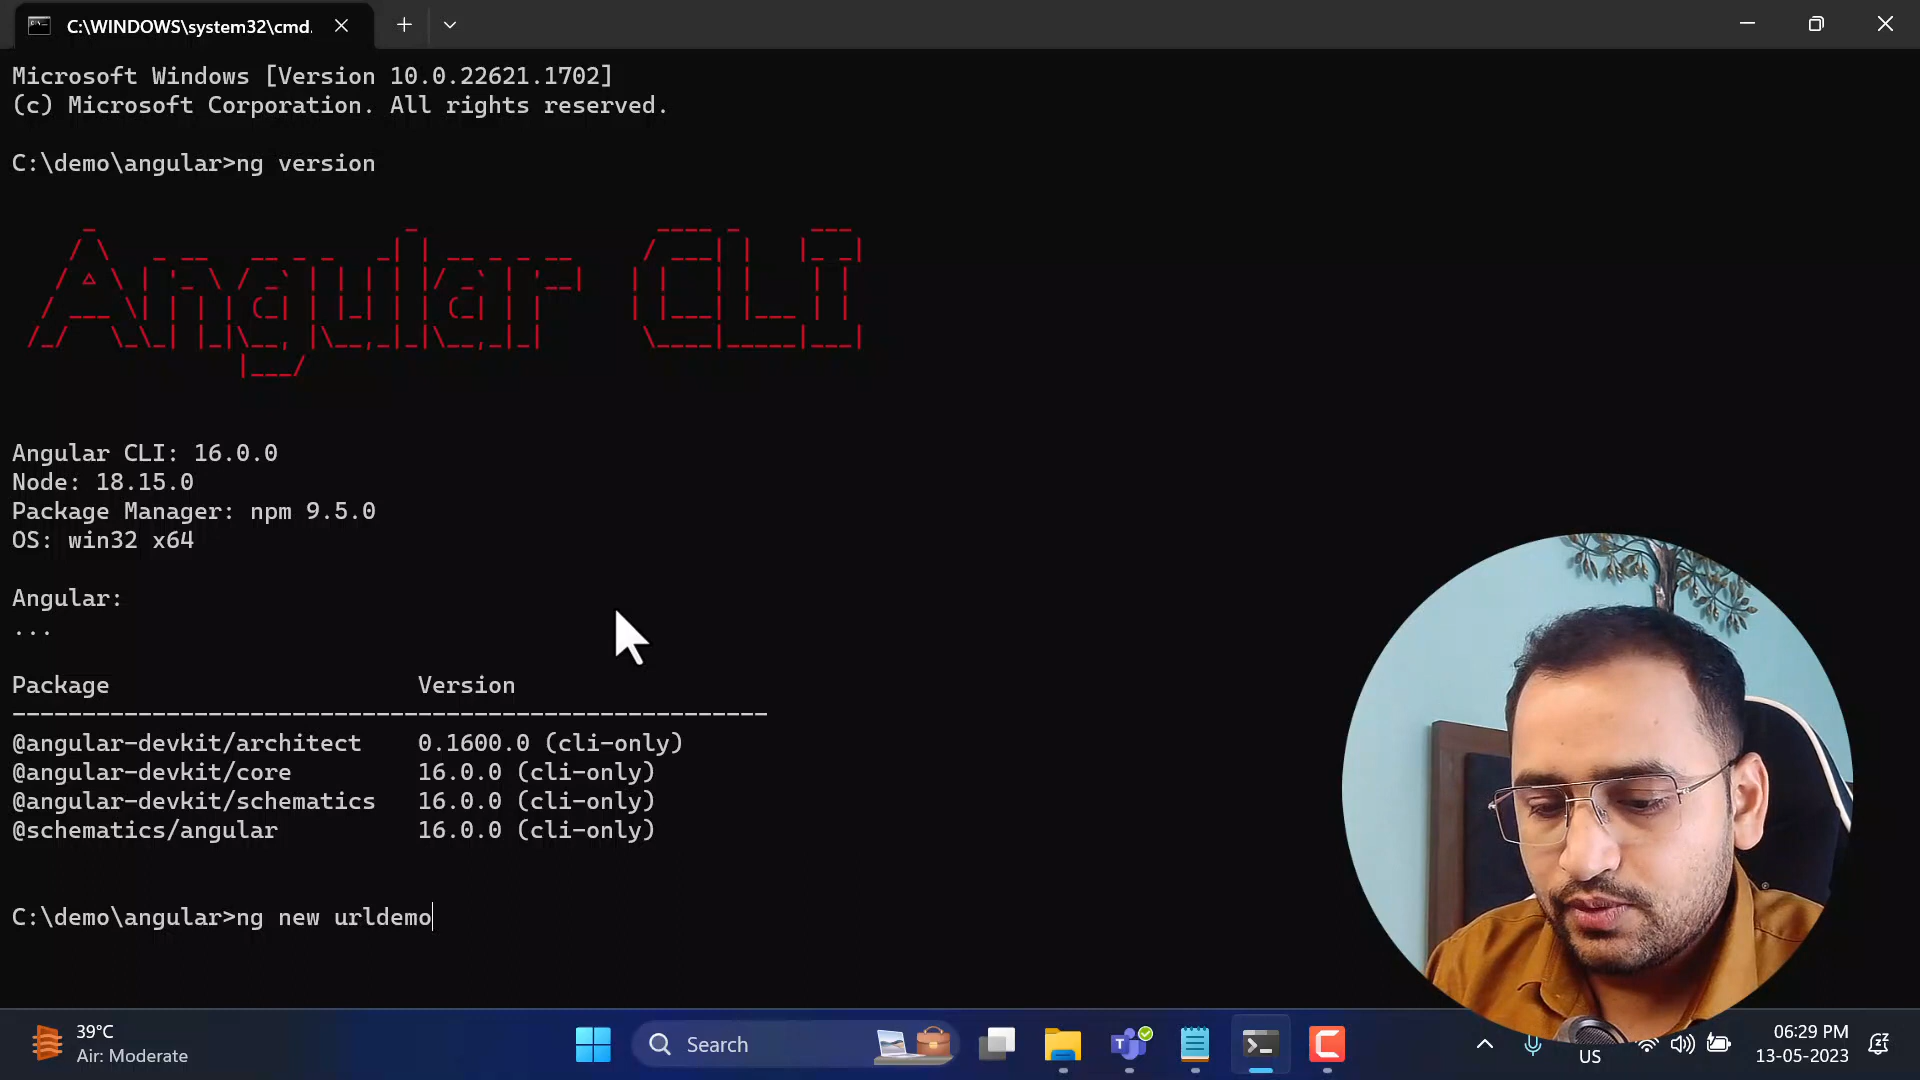 C:\WINDOWS\system32\cmd.
Microsoft Windows [Version 10.0.22621.1702]
(c) Microsoft Corporation. All rights reserved.
C:\demo\angular>ng version
Angular CLI
Angular CLI: 16.0.0
Node: 18.15.0
Package Manager: npm 9.5.0
OS: win32 x64
Angular:
...
Package Version
------------------------------------------------------
@angular-devkit/architect 0.1600.0 (cli-only)
@angular-devkit/core 16.0.0 (cli-only)
@angular-devkit/schematics 16.0.0 (cli-only)
@schematics/angular 16.0.0 (cli-only)
C:\demo\angular>ng new urldemo
39°C
Air: Moderate
Search
US
06:29 PM
13-05-2023